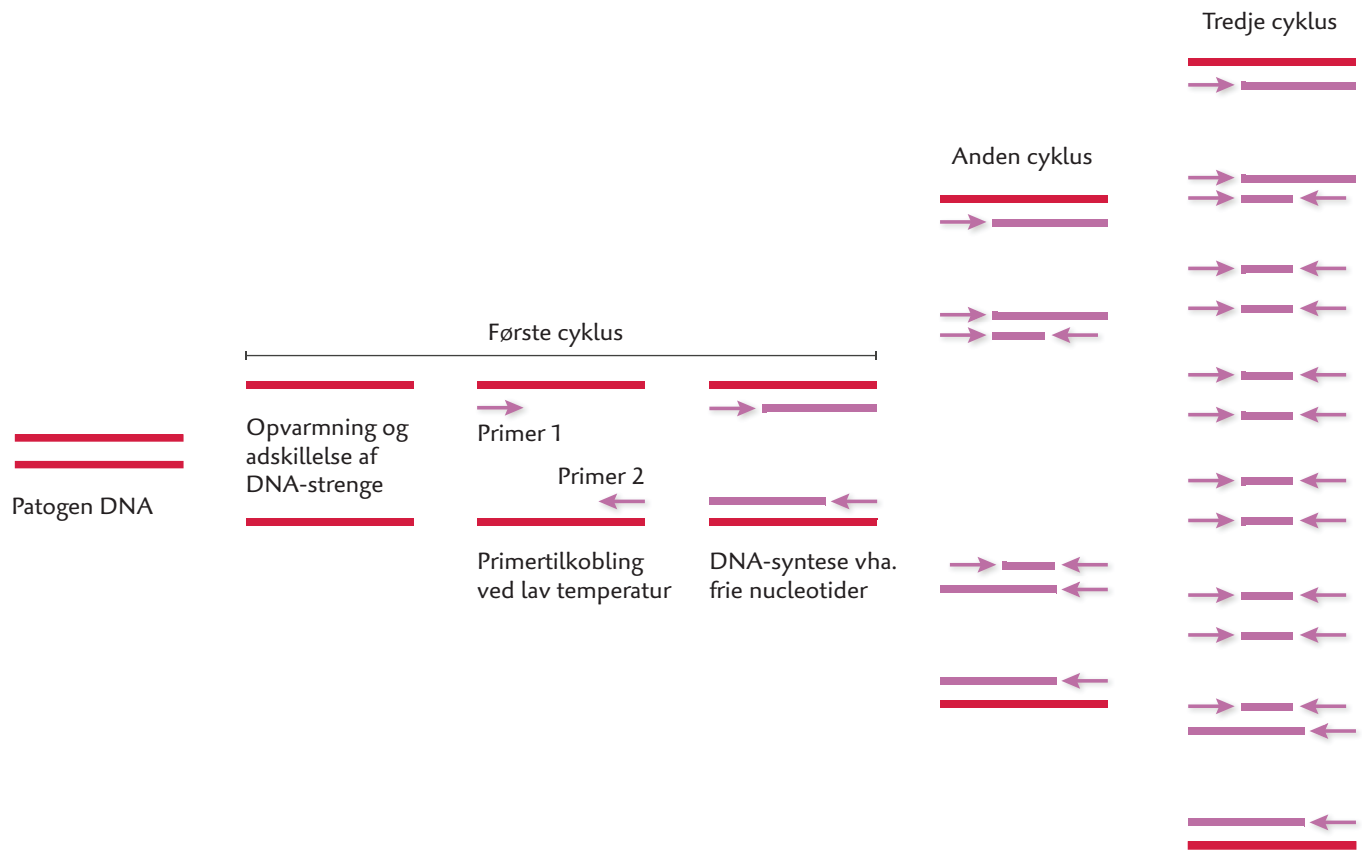 Tredje cyklus
Anden cyklus
Første cyklus
Patogen DNA
Opvarmning og
adskillelse af
DNA-strenge
Primer 1
Primer 2
Primertilkobling
ved lav temperatur
DNA-syntese vha.
frie nucleotider